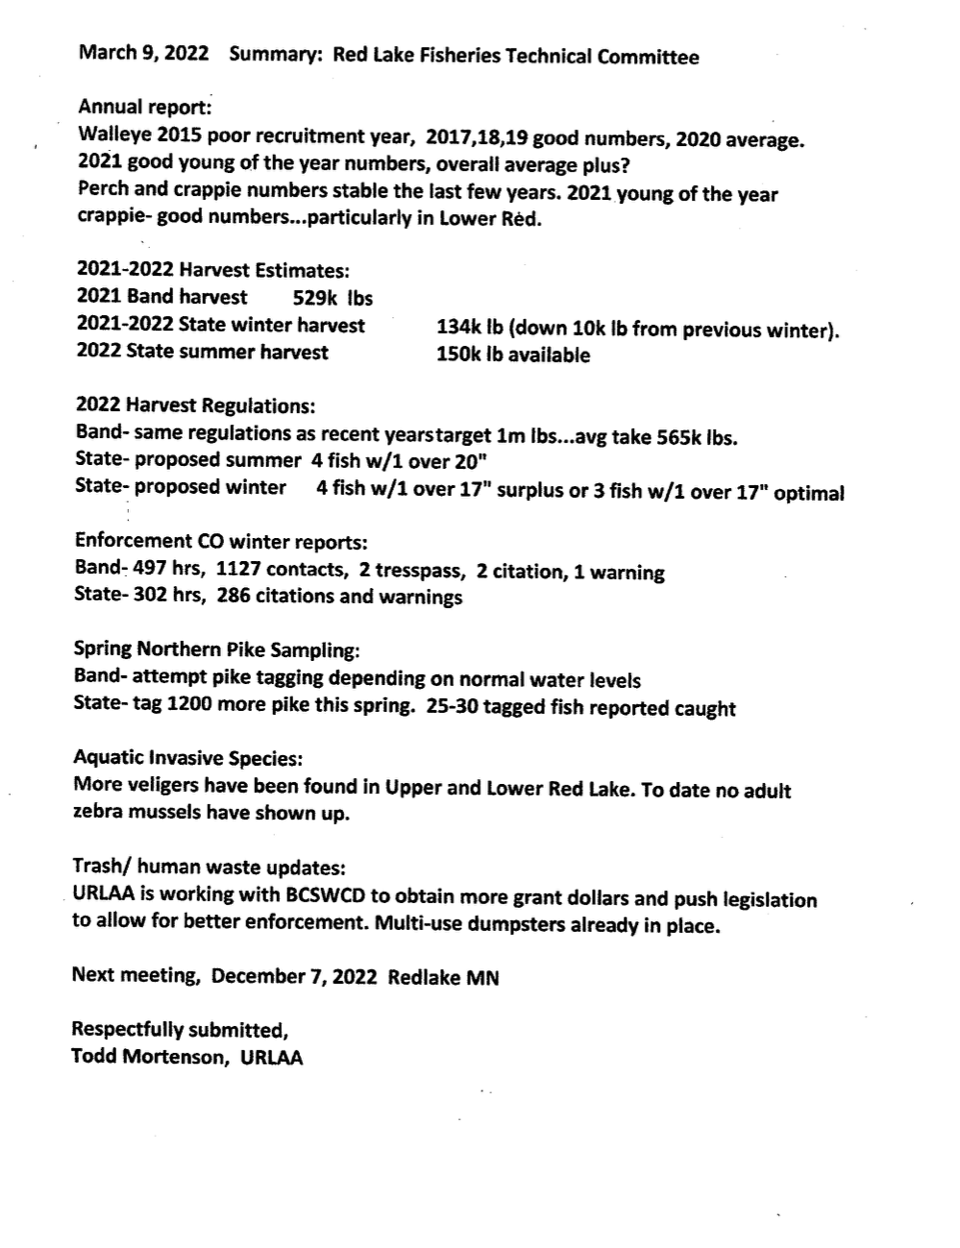 March 9, 2022 Summary: Red Lake Fisheries Technical Committee
Annual report:
Walleye 2015 poor recruitment year, 2017,18,19 good numbers, 2020 average.
2021 good young of the year numbers, overall average plus?
Perch and crappie numbers stable the last few years. 2021 young of the year
crappie- good numbers...particularly in Lower Red.
2021-2022 Harvest Estimates:
2021 Band harvest 529k lbs
2021-2022 State winter harvest 134k lb (down 10k lb from previous winter).
2022 State summer harvest 150k lb available
2022 Harvest Regulations:
Band- same regulations as recent yearstarget 1m lbs...avg take 565k lbs.
State- proposed summer 4 fish w/1 over 20"
State- proposed winter 4 fish w/1 over 17" surplus or 3 fish w/1 over 17" optimal
Enforcement CO winter reports:
Band- 497 hrs, 1127 contacts, 2 tresspass, 2 citation, 1 warning
State- 302 hrs, 286 citations and warnings
Spring Northern Pike Sampling:
Band- attempt pike tagging depending on normal water levels
State- tag 1200 more pike this spring. 25-30 tagged fish reported caught
Aquatic Invasive Species:
More veligers have been found in Upper and Lower Red Lake. To date no adult
zebra mussels have shown up.
Trash/ human waste updates:
URLAA is working with BCSWCD to obtain more grant dollars and push legislation
to allow for better enforcement. Multi-use dumpsters already in place.
Next meeting, December 7, 2022 Redlake MN
Respectfully submitted,
Todd Mortenson, URLAA